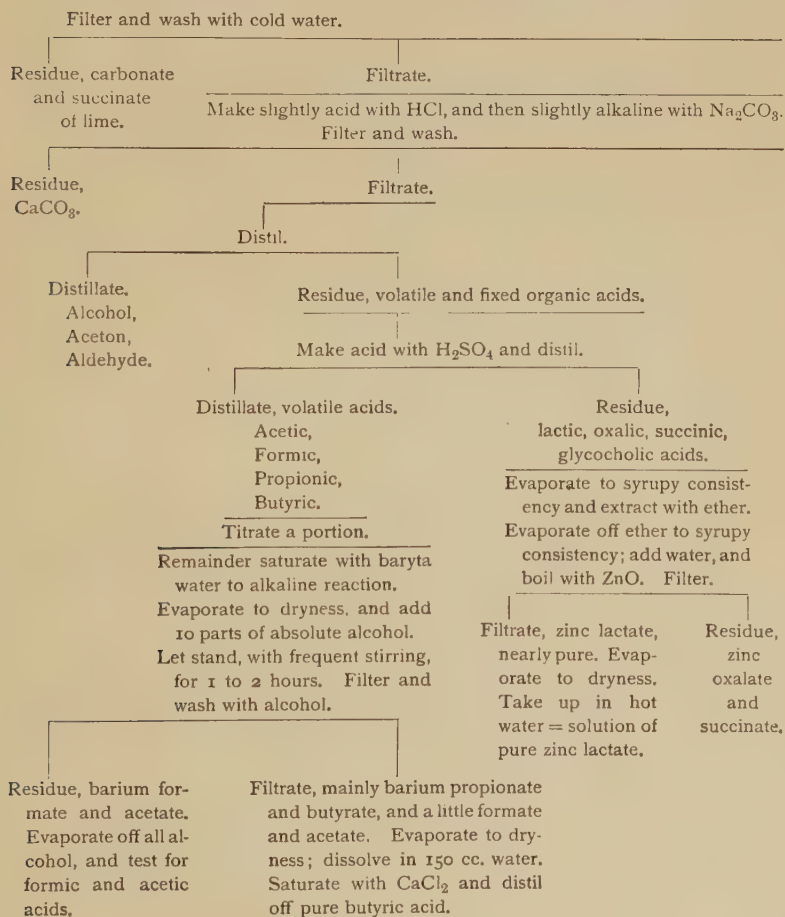 Filter and wash with cold water.
Residue, carbonate
and succinate
of lime.
Filtrate.
Make slightly acid with HCl, and then slightly alkaline with Na₂CO₃.
Filter and wash.
Residue,
CaCO₃.
Filtrate.
Distil.
Distillate.
Alcohol,
Aceton,
Aldehyde.
Residue, volatile and fixed organic acids.
Make acid with H₂SO₄ and distil.
Distillate, volatile acids.
Acetic,
Formic,
Propionic,
Butyric.
Titrate a portion.
Remainder saturate with baryta
water to alkaline reaction.
Evaporate to dryness, and add
10 parts of absolute alcohol.
Let stand, with frequent stirring,
for 1 to 2 hours. Filter and
wash with alcohol.
Residue,
lactic, oxalic, succinic,
glycocholic acids.
Evaporate to syrupy consist-
ency and extract with ether.
Evaporate off ether to syrupy
consistency; add water, and
boil with ZnO. Filter.
Filtrate, zinc lactate,
nearly pure. Evap-
orate to dryness.
Take up in hot
water = solution of
pure zinc lactate.
Residue,
zinc
oxalate
and
succinate.
Residue, barium for-
mate and acetate.
Evaporate off all al-
cohol, and test for
formic and acetic
acids.
Filtrate, mainly barium propionate
and butyrate, and a little formate
and acetate. Evaporate to dry-
ness; dissolve in 150 cc. water.
Saturate with CaCl₂ and distil
off pure butyric acid.